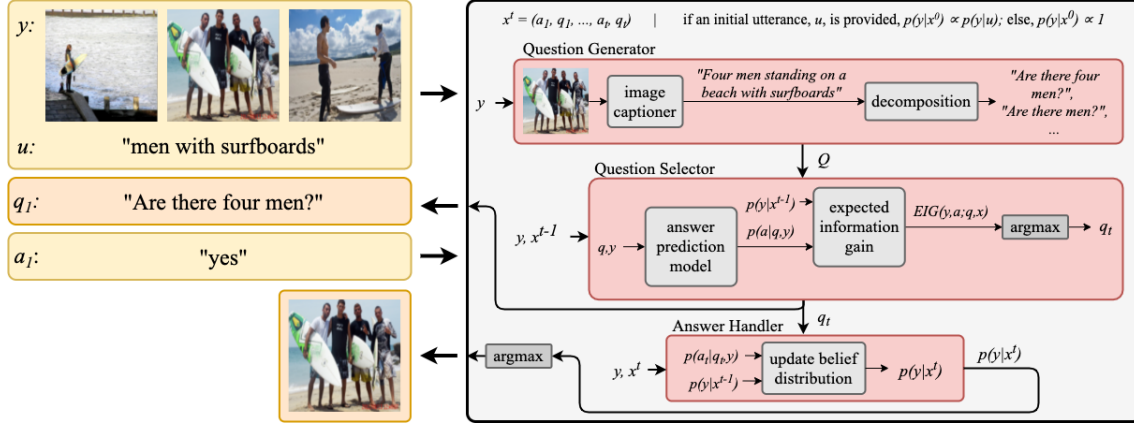 y:
u: "men with surfboards"
q1: "Are there four men?"
a1: "yes"
x^t = (a1, q1, ..., at, qt) | if an initial utterance, u, is provided, p(y|x^0) ∝ p(y|u); else, p(y|x^0) ∝ 1
Question Generator
y
image
captioner
"Four men standing on a
beach with surfboards"
decomposition
"Are there four
men?",
"Are there men?",
...
Q
Question Selector
y, x^t-1
q,y
answer
prediction
model
p(y|x^t-1)
p(a|q,y)
expected
information
gain
EIG(y,a;q,x)
argmax
qt
qt
Answer Handler
y, x^t
p(at|qt,y)
p(y|x^t-1)
update belief
distribution
p(y|x^t)
p(y|x^t)
argmax